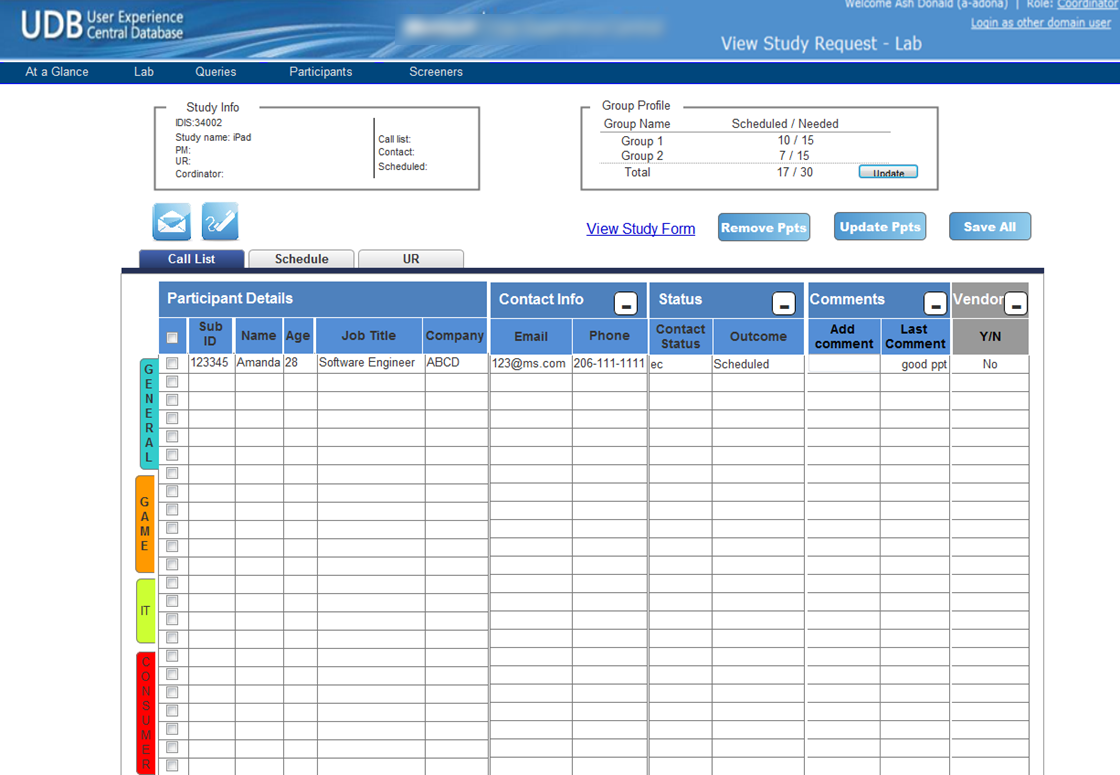 Welcome Ash Donald (a-adona) | Role: Coordinator
UDB User Experience Central Database
Login as other domain user
View Study Request - Lab
At a Glance Lab Queries Participants Screeners
Study Info
IDIS:34002
Study name: iPad
PM:
UR:
Cordinator:
Call list:
Contact:
Scheduled:
Group Profile
Group Name Scheduled / Needed
Group 1 10 / 15
Group 2 7 / 15
Total 17 / 30 Update
View Study Form Remove Ppts Update Ppts Save All
Call List Schedule UR
Participant Details Contact Info Status Comments Vendor
Sub ID Name Age Job Title Company Email Phone Contact Status Outcome Add comment Last Comment Y/N
123345 Amanda 28 Software Engineer ABCD 123@ms.com 206-111-1111 ec Scheduled good ppt No
GENERAL
GAME
IT
CONSUMER